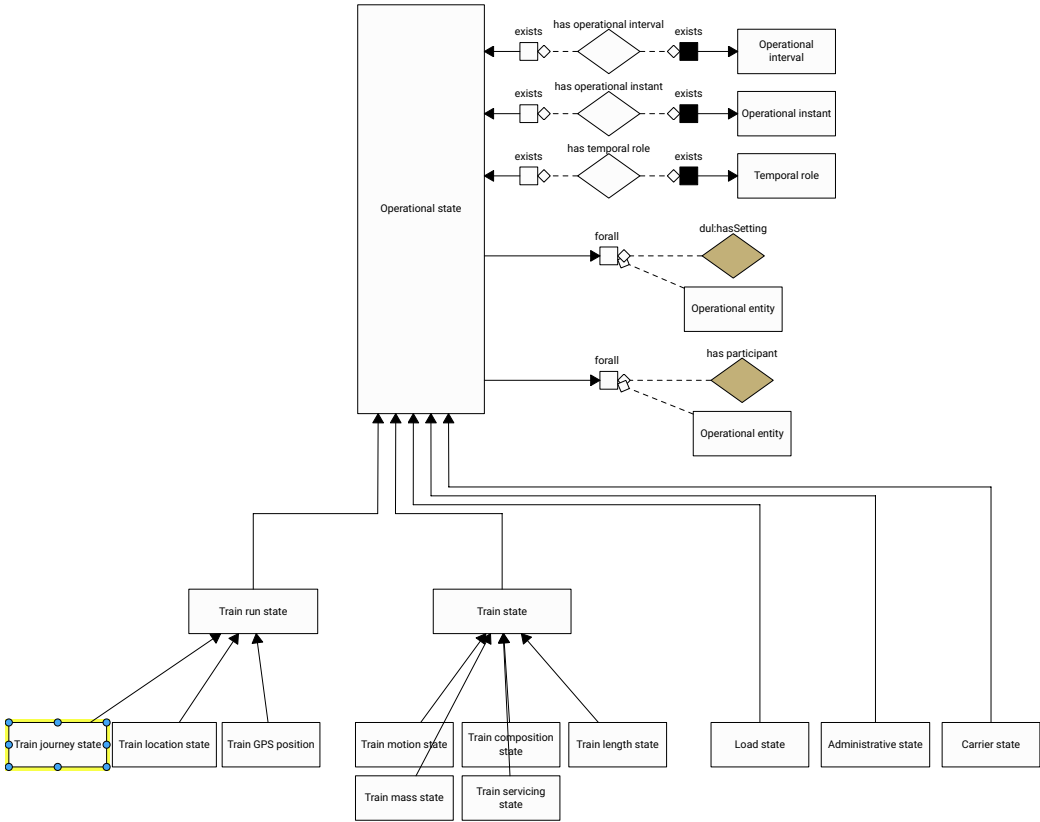 has operational interval
exists
exists
Operational
interval
has operational instant
exists
exists
Operational instant
has temporal role
exists
exists
Temporal role
Operational state
dul:hasSetting
forall
Operational entity
has participant
forall
Operational entity
Train run state
Train state
Train journey state
Train location state
Train GPS position
Train motion state
Train composition
state
Train length state
Load state
Administrative state
Carrier state
Train mass state
Train servicing
state